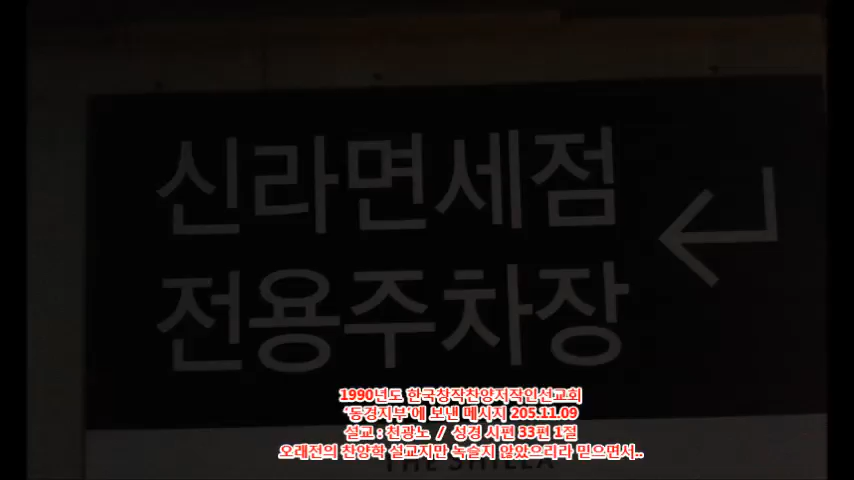 신라면세점
전용주차장
1990년도 한국창작찬양저작인선교회
'동경지부'에 보낸 메시지 205.11.09
설교 : 천광노 / 성경 시편 33편 1절
오래전의 찬양학 설교지만 녹슬지 않았으리라 믿으면서..
THE SHILLA